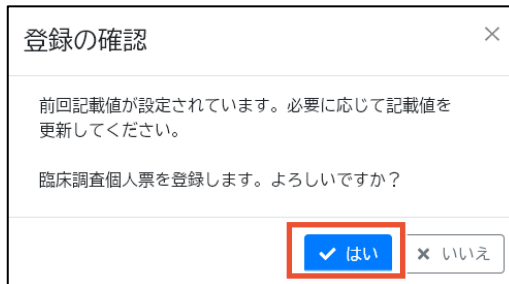 登録の確認
×
前回記載値が設定されています。必要に応じて記載値を
更新してください。
臨床調査個人票を登録します。よろしいですか？
✓ はい
× いいえ